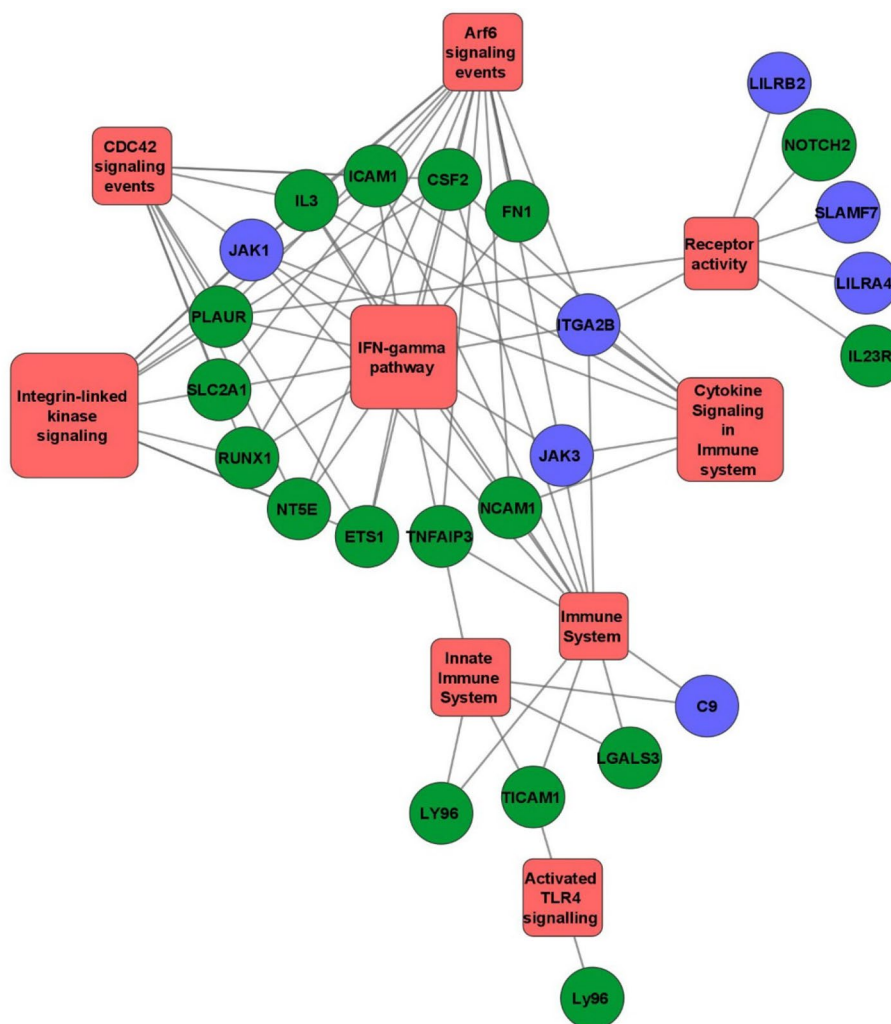 Arf6
signaling
events
LILRB2
CDC42
signaling
events
NOTCH2
ICAM1
CSF2
IL3
FN1
SLAMF7
JAK1
Receptor
activity
LILRA4
PLAUR
ITGA2B
IFN-gamma
pathway
IL23R
SLC2A1
Integrin-linked
kinase
signaling
Cytokine
Signaling
in
Immune
system
RUNX1
JAK3
NT5E
NCAM1
ETS1
TNFAIP3
Immune
System
Innate
Immune
System
C9
LGALS3
TICAM1
LY96
Activated
TLR4
signalling
Ly96